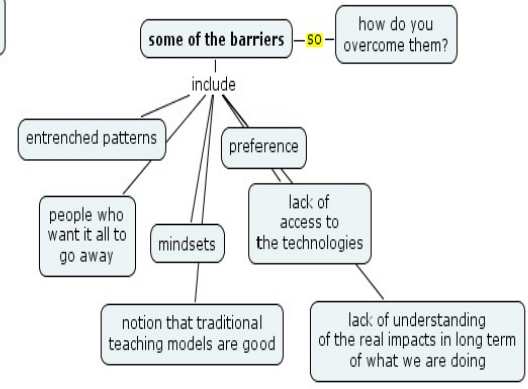 how do you
overcome them?
some of the barriers
so
include
entrenched patterns
preference
people who
want it all to
go away
mindsets
lack of
access to
the technologies
notion that traditional
teaching models are good
lack of understanding
of the real impacts in long term
of what we are doing